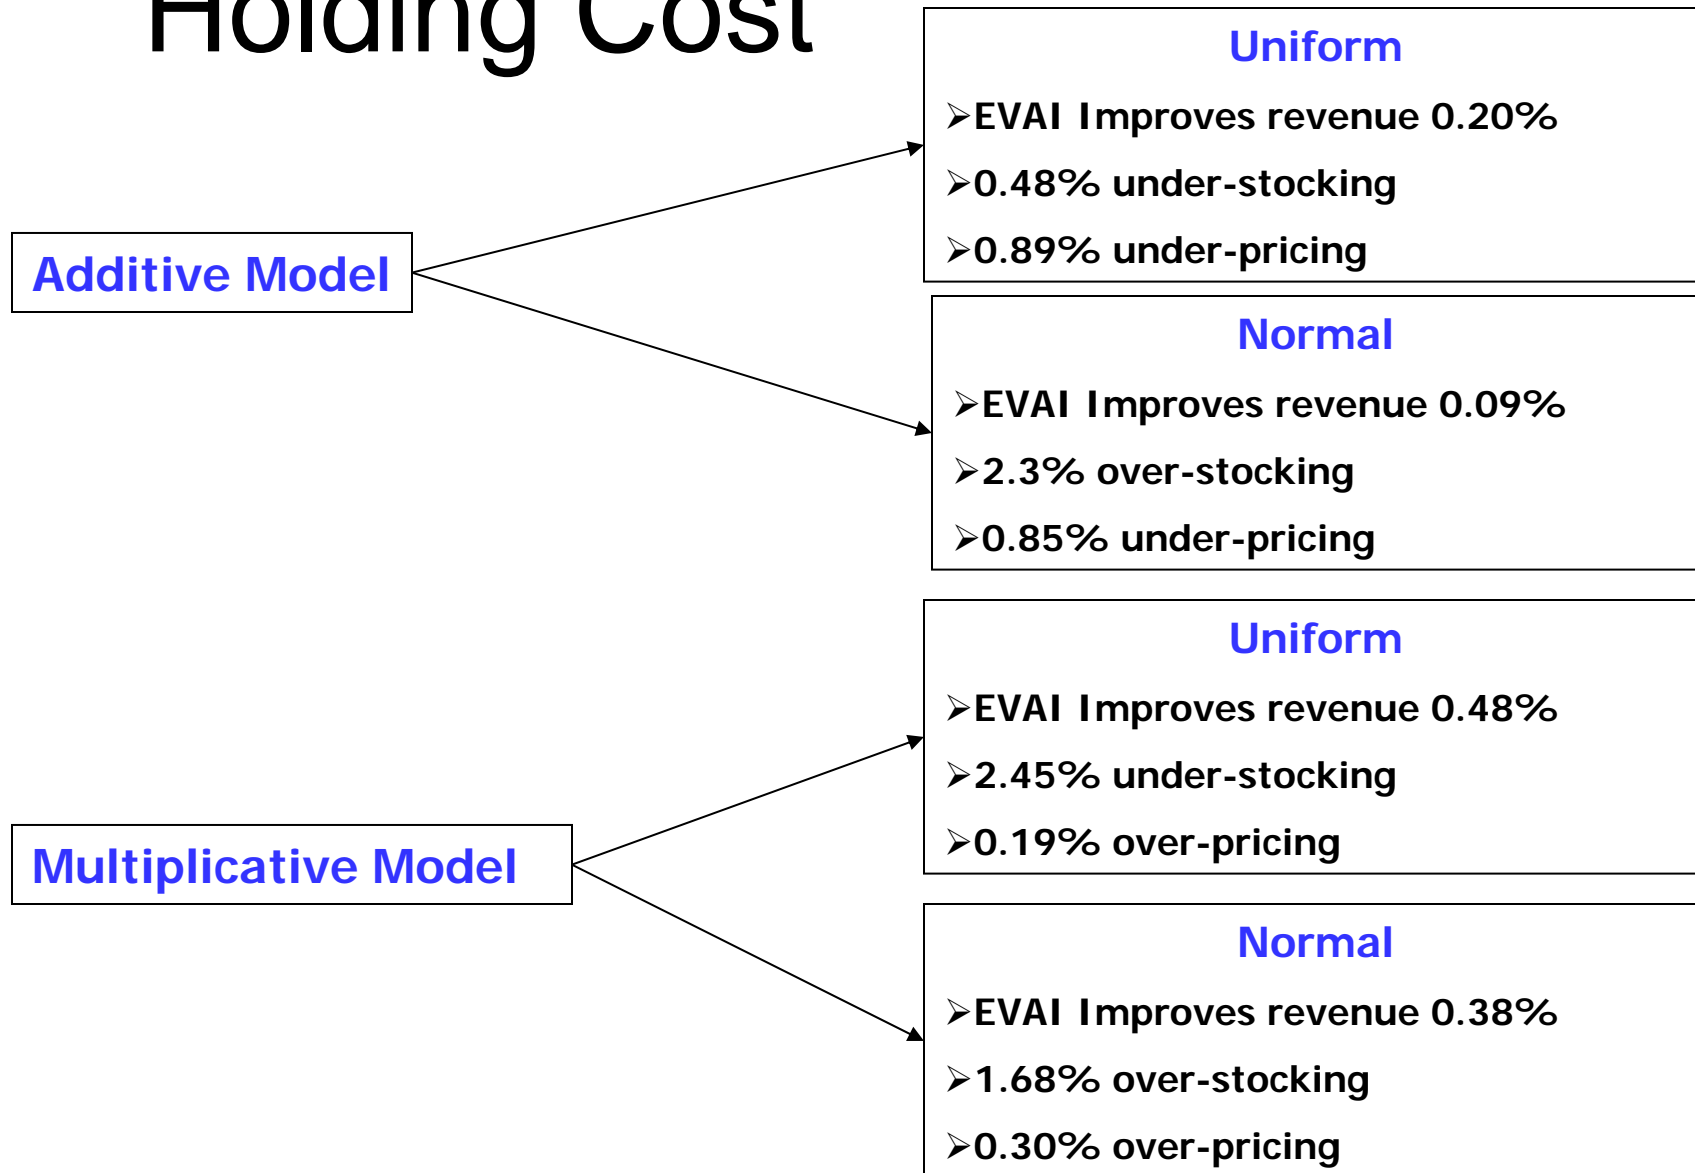 Holding Cost
Uniform
➢EVAI Improves revenue 0.20%
➢0.48% under-stocking
➢0.89% under-pricing
Additive Model
Normal
➢EVAI Improves revenue 0.09%
➢2.3% over-stocking
➢0.85% under-pricing
Uniform
➢EVAI Improves revenue 0.48%
➢2.45% under-stocking
➢0.19% over-pricing
Multiplicative Model
Normal
➢EVAI Improves revenue 0.38%
➢1.68% over-stocking
➢0.30% over-pricing